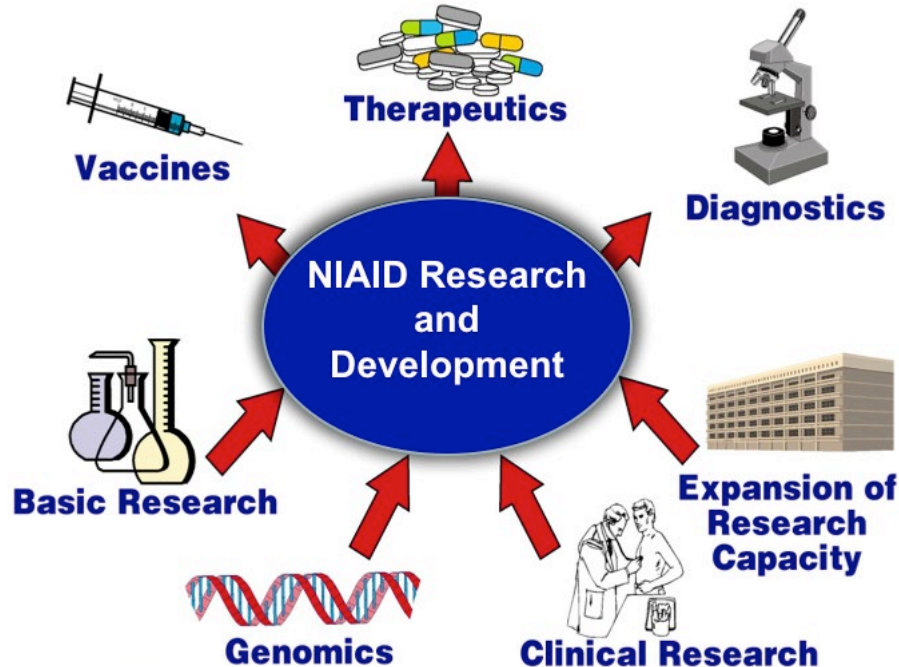 Therapeutics
Vaccines
Diagnostics
NIAID Research
and
Development
Basic Research
Expansion of
Research
Capacity
Genomics
Clinical Research